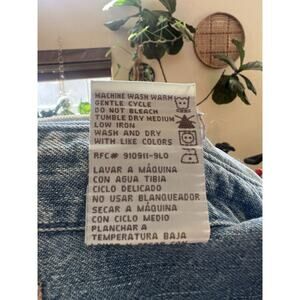 MACHINE WASH WARM
GENTLE CYCLE
DO NOT BLEACH
TUMBLE DRY MEDIUM
LOW IRON
WASH AND DRY
WITH LIKE COLORS
RFC# 910911-9L0
LAVAR A MÁQUINA
CON AGUA TIBIA
CICLO DELICADO
NO USAR BLANQUEADOR
SECAR A MÁQUINA
CON CICLO MEDIO
PLANCHAR A
TEMPERATURA BAJA